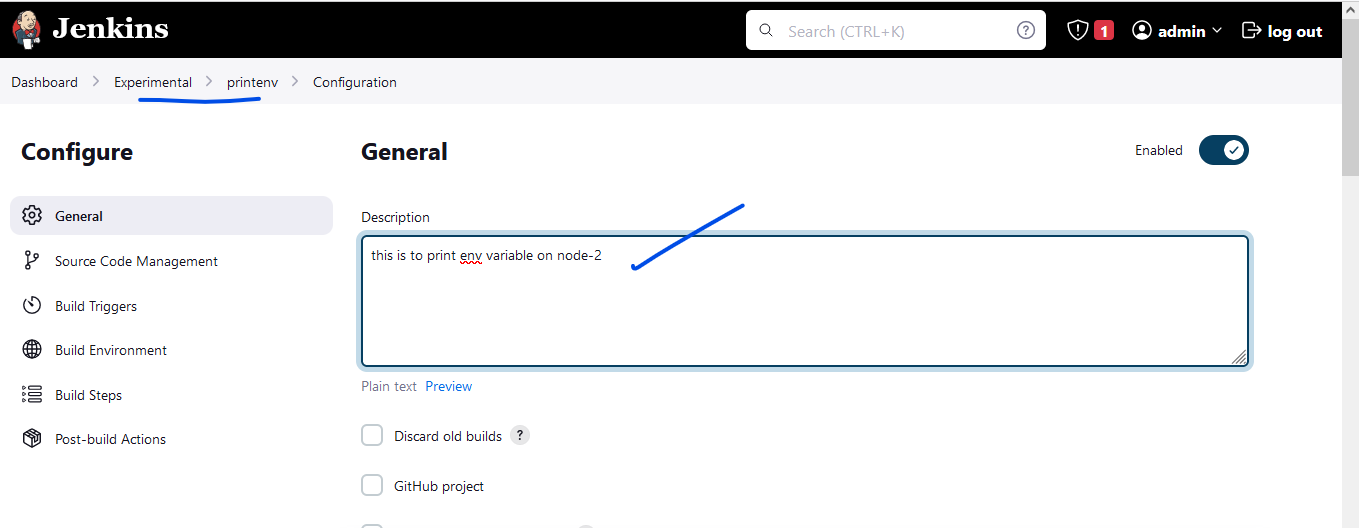 Jenkins
Search (CTRL+K)
?
1
admin
log out
Dashboard > Experimental > printenv > Configuration
Configure
General
Source Code Management
Build Triggers
Build Environment
Build Steps
Post-build Actions
General
Enabled
Description
this is to print env variable on node-2
Plain text Preview
Discard old builds ?
GitHub project